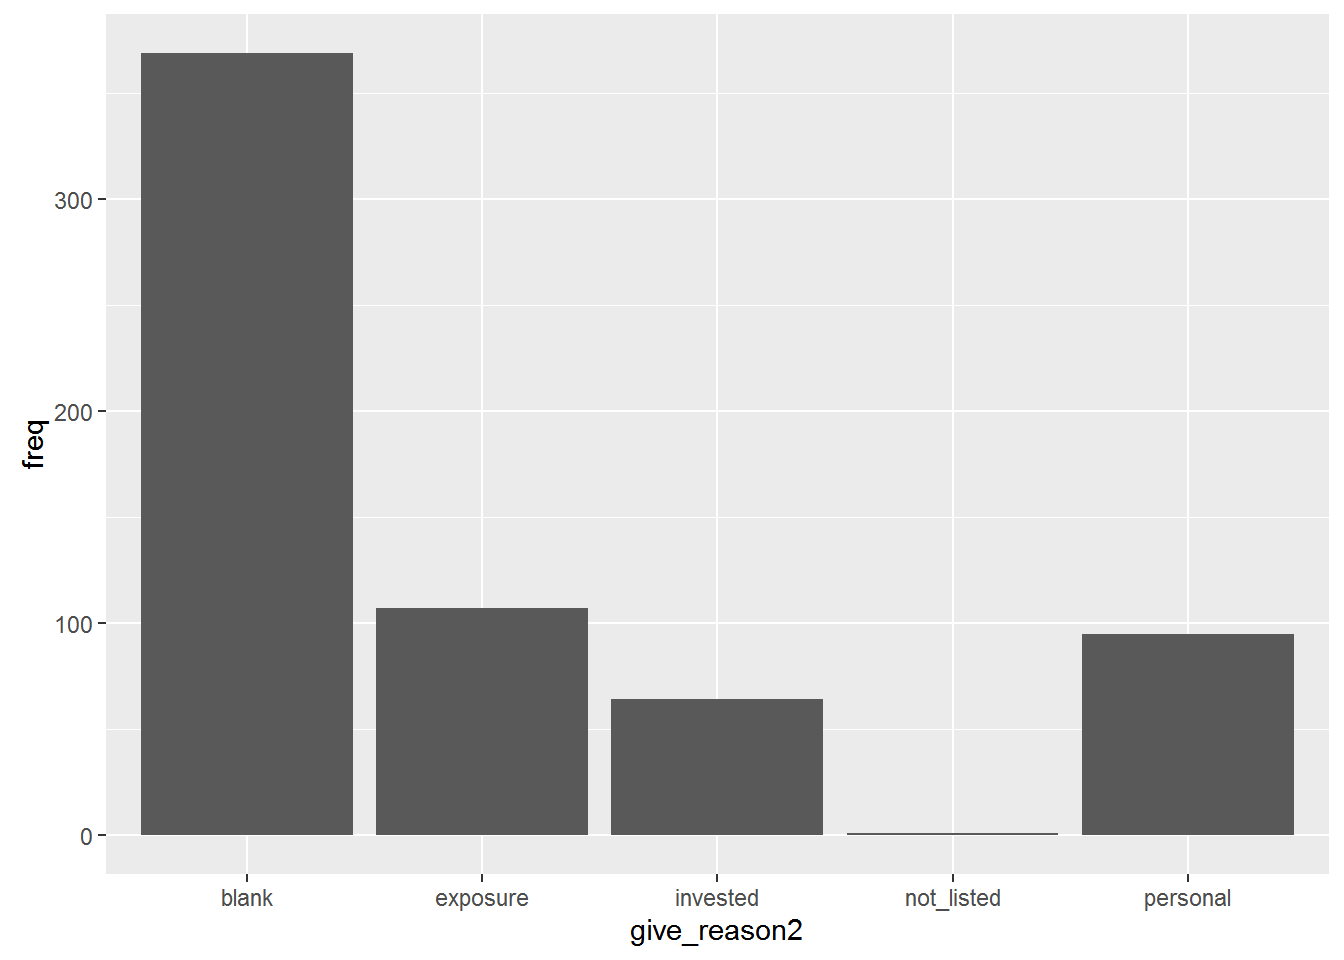 freq
300
200
100
0
blank
exposure
invested
not_listed
personal
give_reason2